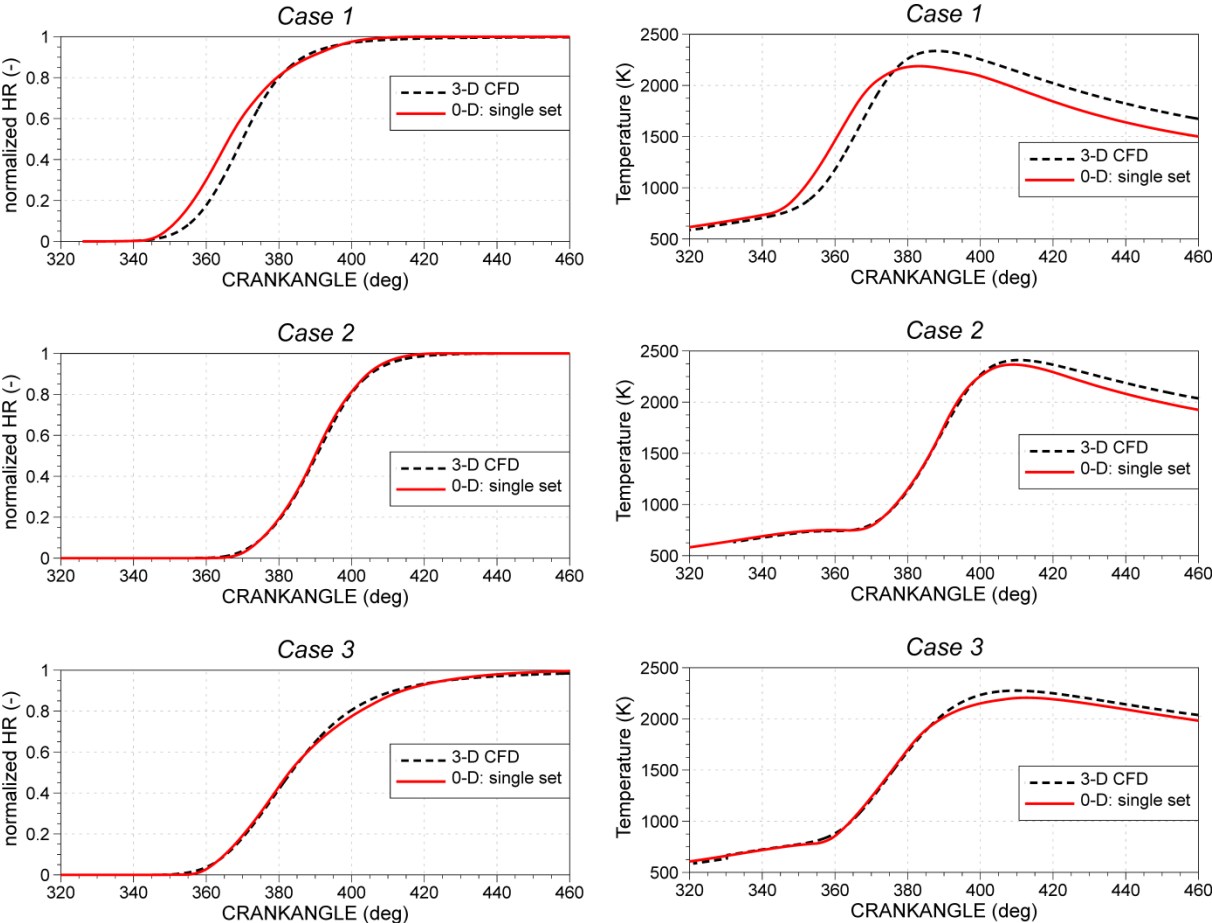 Case 1
normalized HR (-)
1
0.8
0.6
0.4
0.2
0
3-D CFD
0-D: single set
320 340 360 380 400 420 440 460
CRANKANGLE (deg)
Case 1
Temperature (K)
2500
2000
1500
1000
500
3-D CFD
0-D: single set
320 340 360 380 400 420 440 460
CRANKANGLE (deg)
Case 2
normalized HR (-)
1
0.8
0.6
0.4
0.2
0
3-D CFD
0-D: single set
320 340 360 380 400 420 440 460
CRANKANGLE (deg)
Case 2
Temperature (K)
2500
2000
1500
1000
500
3-D CFD
0-D: single set
320 340 360 380 400 420 440 460
CRANKANGLE (deg)
Case 3
normalized HR (-)
1
0.8
0.6
0.4
0.2
0
3-D CFD
0-D: single set
320 340 360 380 400 420 440 460
CRANKANGLE (deg)
Case 3
Temperature (K)
2500
2000
1500
1000
500
3-D CFD
0-D: single set
320 340 360 380 400 420 440 460
CRANKANGLE (deg)